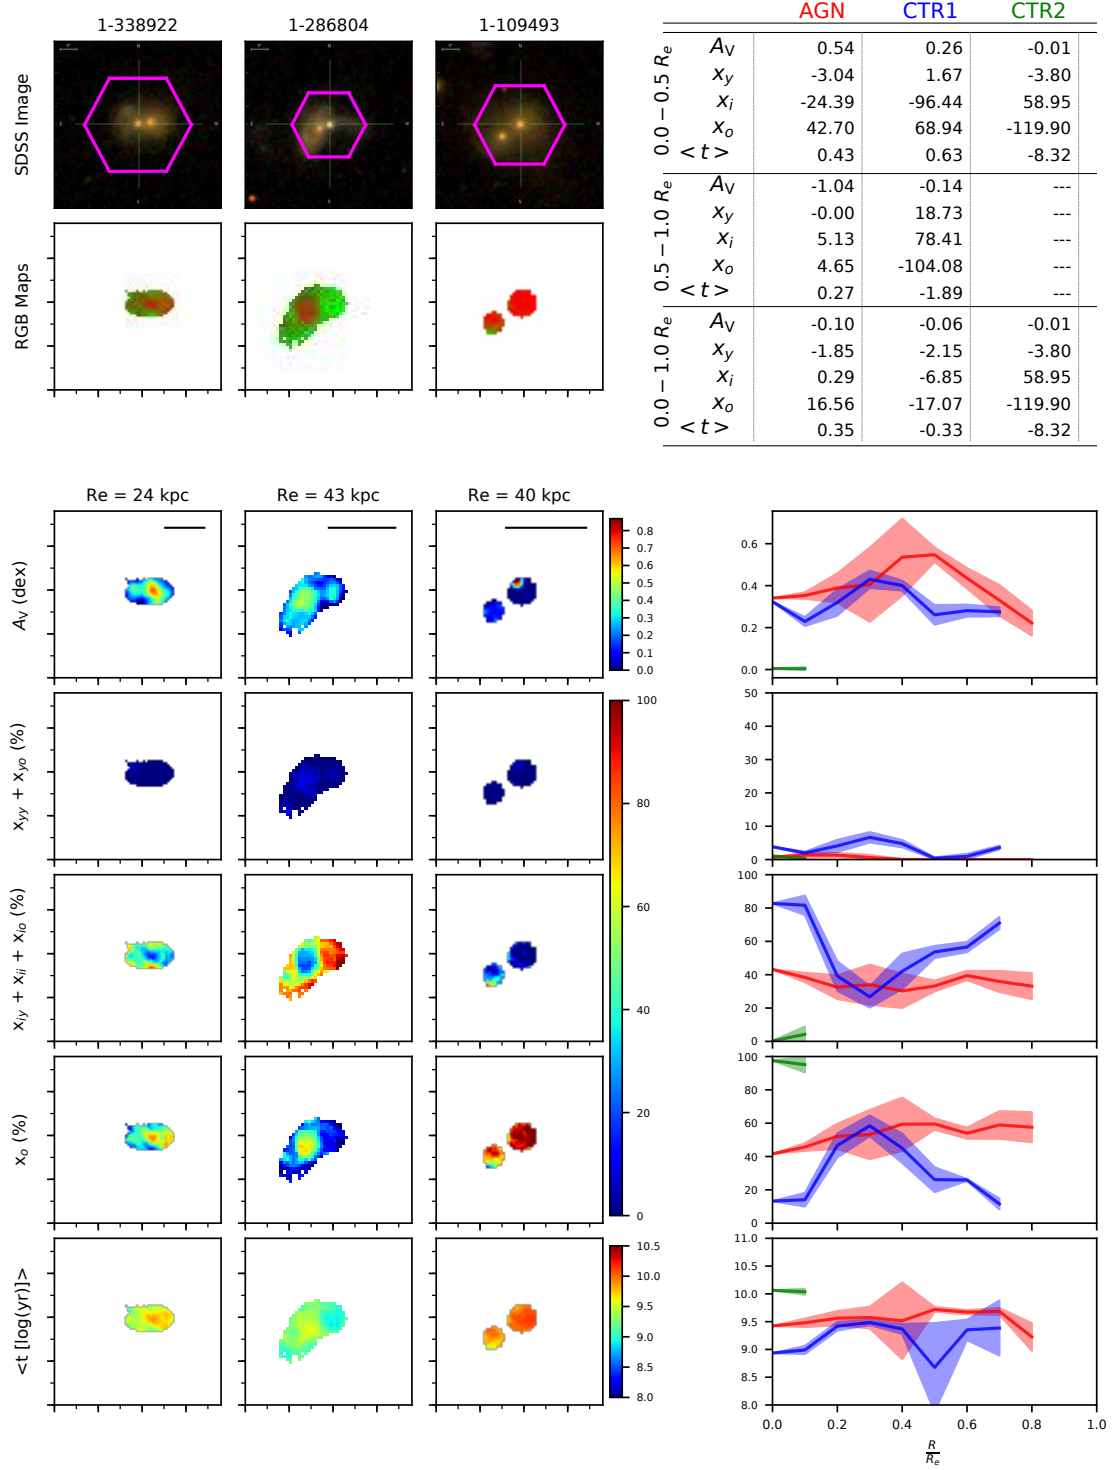 1-338922 1-286804 1-109493
SDSS Image
RGB Maps
AGN CTR1 CTR2
0.0 − 0.5 Re
AV 0.54 0.26 -0.01
xy -3.04 1.67 -3.80
xi -24.39 -96.44 58.95
xo 42.70 68.94 -119.90
<t> 0.43 0.63 -8.32
0.5 − 1.0 Re
AV -1.04 -0.14 ---
xy -0.00 18.73 ---
xi 5.13 78.41 ---
xo 4.65 -104.08 ---
<t> 0.27 -1.89 ---
0.0 − 1.0 Re
AV -0.10 -0.06 -0.01
xy -1.85 -2.15 -3.80
xi 0.29 -6.85 58.95
xo 16.56 -17.07 -119.90
<t> 0.35 -0.33 -8.32
Re = 24 kpc Re = 43 kpc Re = 40 kpc
AV (dex)
0.8
0.7
0.6
0.5
0.4
0.3
0.2
0.1
0.0
0.6
0.4
0.2
0.0
xyy + xyo (%)
100
80
60
40
20
0
50
40
30
20
10
0
xiy + xii + xio (%)
100
80
60
40
20
0
xo (%)
100
80
60
40
20
0
<t [log(yr)]>
10.5
10.0
9.5
9.0
8.5
8.0
11.0
10.5
10.0
9.5
9.0
8.5
8.0
0.0 0.2 0.4 0.6 0.8 1.0
R
Re